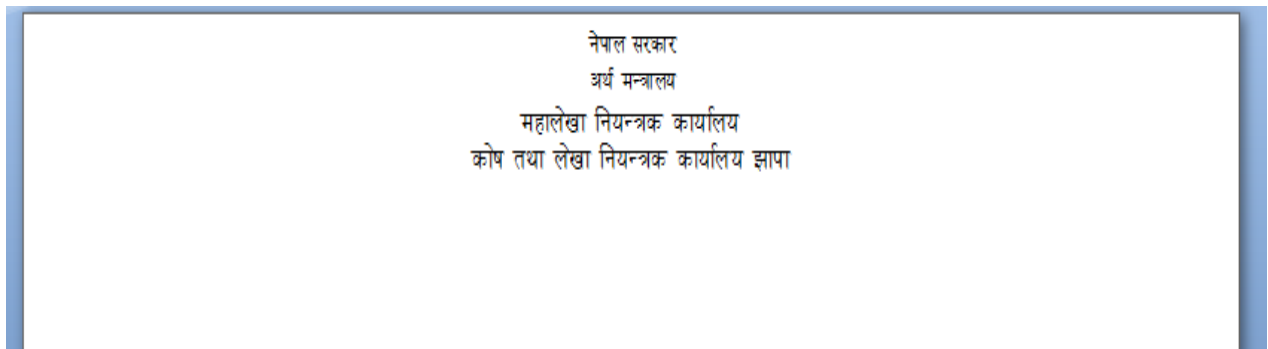 नेपाल सरकार
अर्थ मन्त्रालय
महालेखा नियन्त्रक कार्यालय
कोष तथा लेखा नियन्त्रक कार्यालय झापा